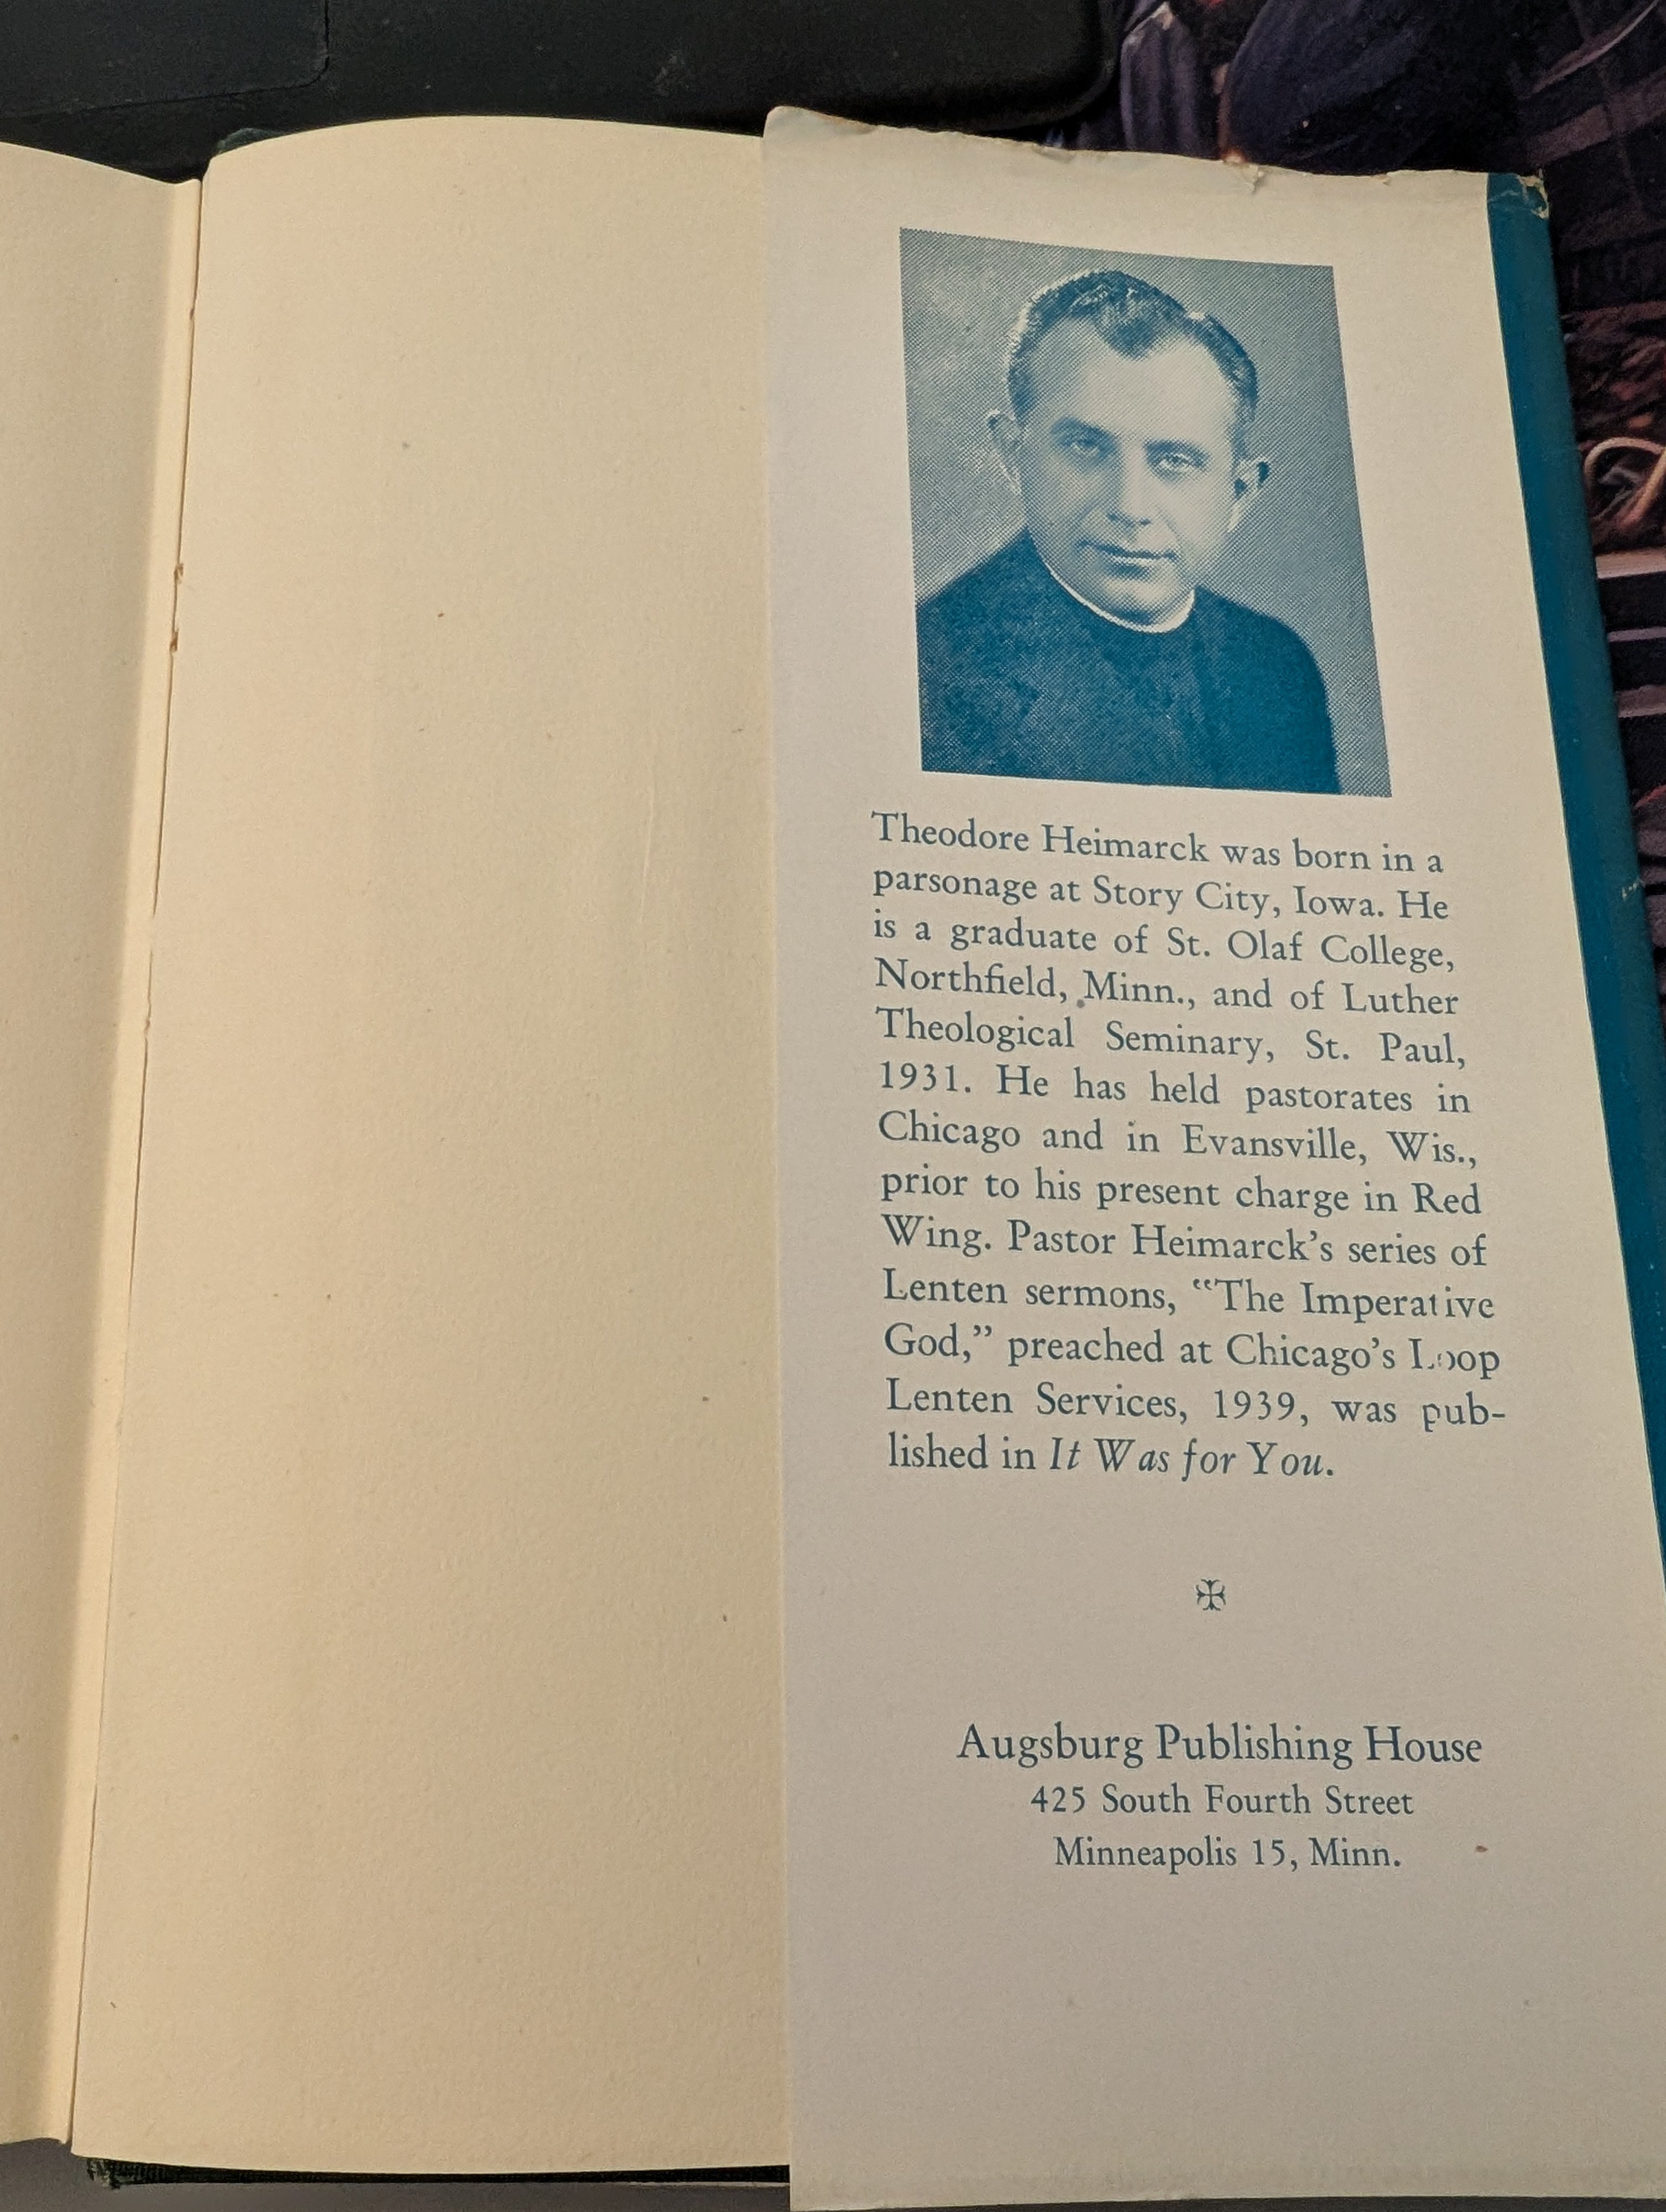 Theodore Heimarck was born in a
parsonage at Story City, Iowa. He
is a graduate of St. Olaf College,
Northfield, Minn., and of Luther
Theological Seminary, St. Paul,
1931. He has held pastorates in
Chicago and in Evansville, Wis.,
prior to his present charge in Red
Wing. Pastor Heimarck's series of
Lenten sermons, "The Imperative
God," preached at Chicago's Loop
Lenten Services, 1939, was pub-
lished in It Was for You.
✠
Augsburg Publishing House
425 South Fourth Street
Minneapolis 15, Minn.